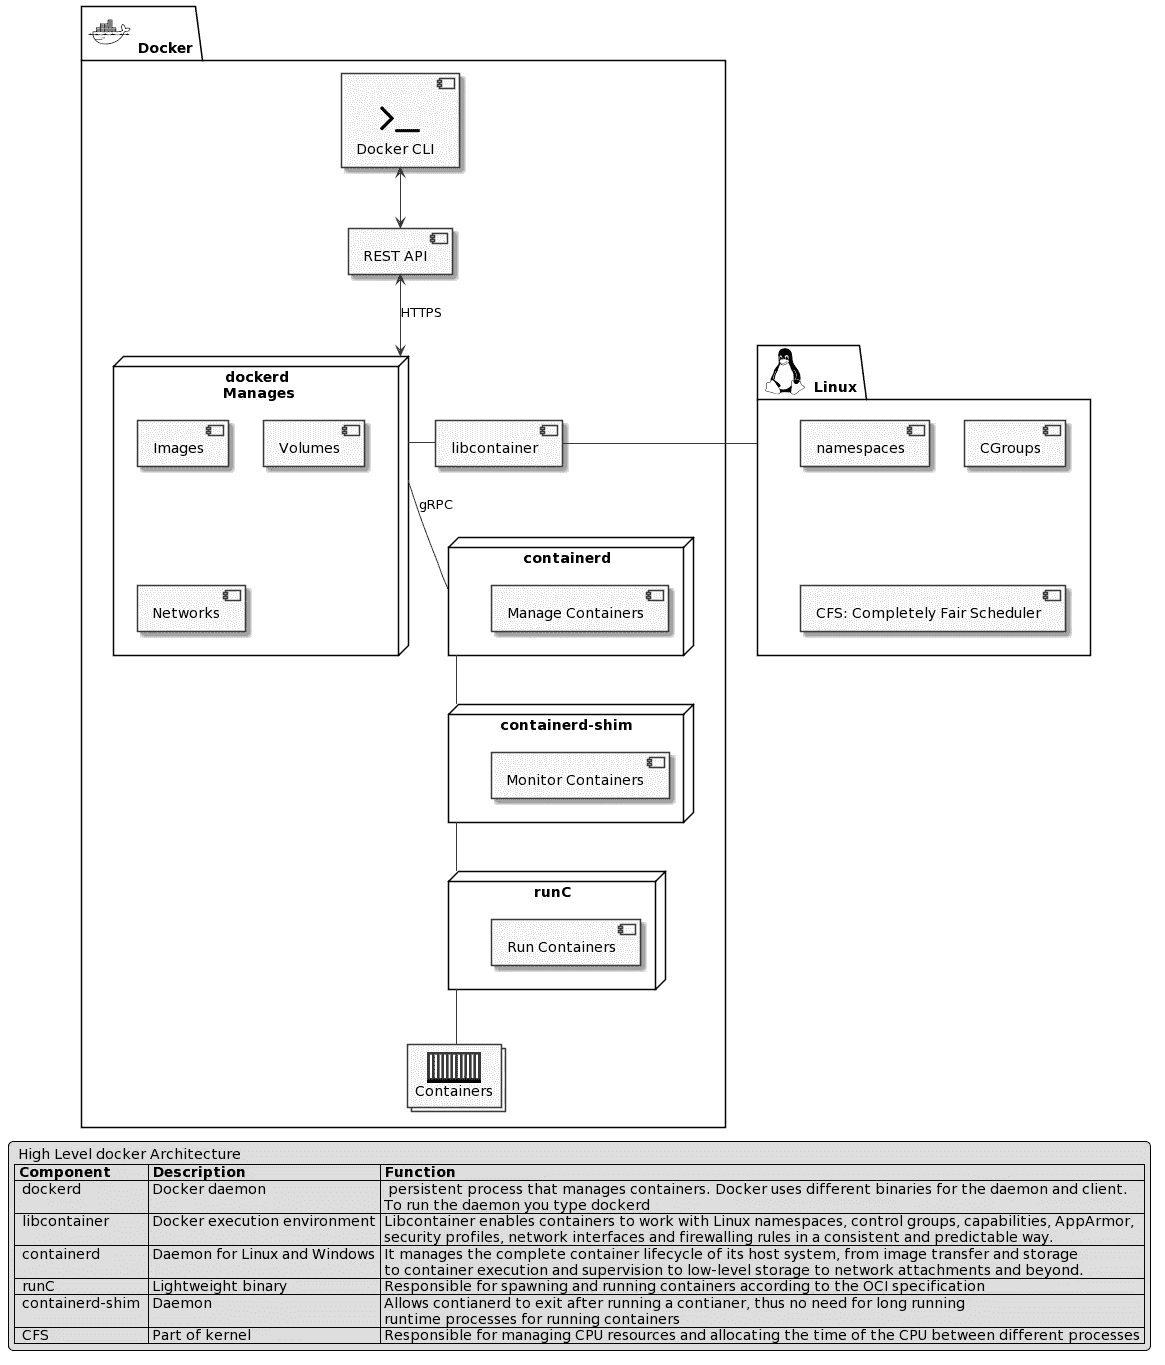 Docker
Docker CLI
REST API
HTTPS
dockerd
Manages
Images
Volumes
Networks
libcontainer
gRPC
Linux
namespaces
CGroups
CFS: Completely Fair Scheduler
containerd
Manage Containers
containerd-shim
Monitor Containers
runC
Run Containers
Containers
High Level docker Architecture
Component Description Function
dockerd Docker daemon persistent process that manages containers. Docker uses different binaries for the daemon and client.
To run the daemon you type dockerd
libcontainer Docker execution environment Libcontainer enables containers to work with Linux namespaces, control groups, capabilities, AppArmor,
security profiles, network interfaces and firewalling rules in a consistent and predictable way.
containerd Daemon for Linux and Windows It manages the complete container lifecycle of its host system, from image transfer and storage
to container execution and supervision to low-level storage to network attachments and beyond.
runC Lightweight binary Responsible for spawning and running containers according to the OCI specification
containerd-shim Daemon Allows contianerd to exit after running a contianer, thus no need for long running
runtime processes for running containers
CFS Part of kernel Responsible for managing CPU resources and allocating the time of the CPU between different processes